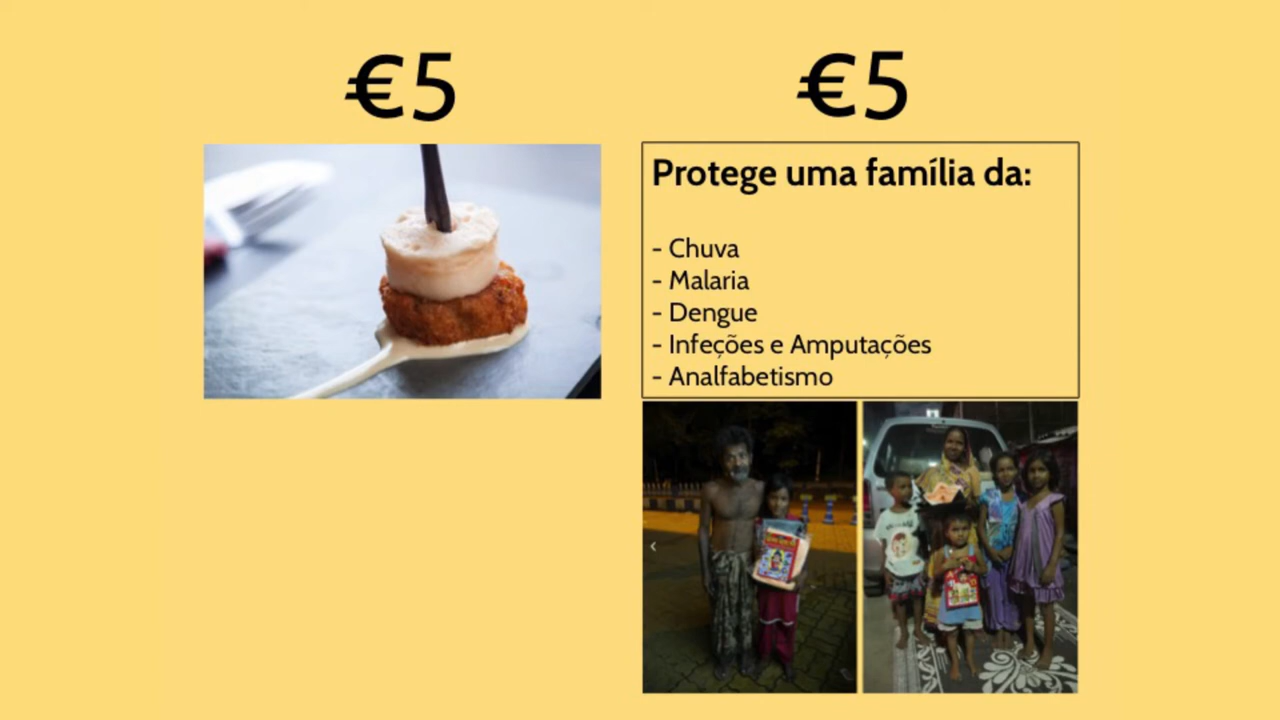 €5
€5
Protege uma família da:
- Chuva
- Malaria
- Dengue
- Infeções e Amputações
- Analfabetismo